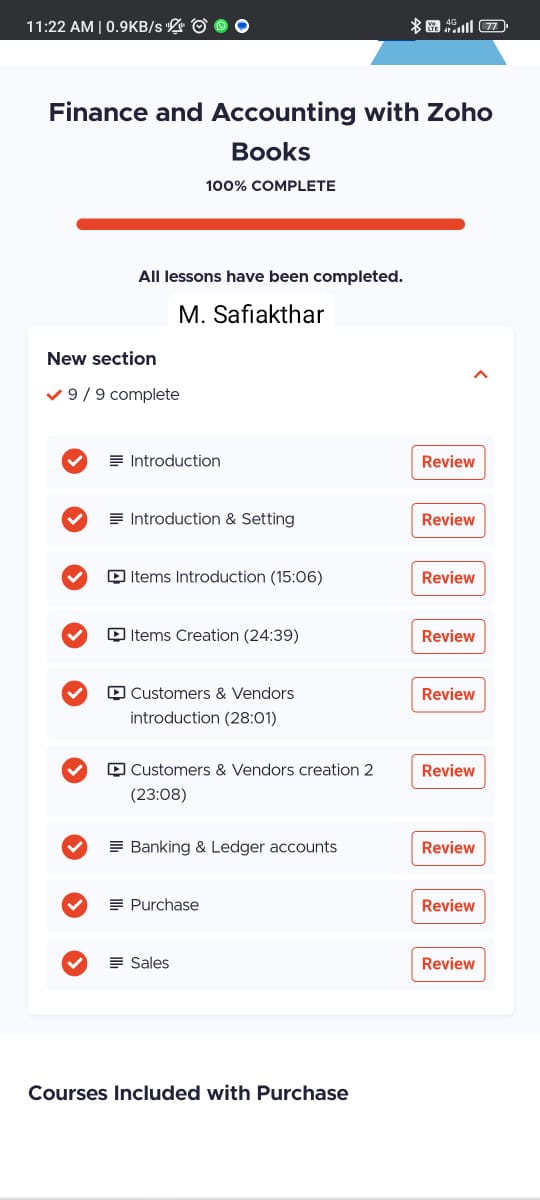 11:22 AM | 0.9KB/s
4G
77
Finance and Accounting with Zoho
Books
100% COMPLETE
All lessons have been completed.
M. Safiakthar
New section
9 / 9 complete
Introduction Review
Introduction & Setting Review
Items Introduction (15:06) Review
Items Creation (24:39) Review
Customers & Vendors Review
introduction (28:01)
Customers & Vendors creation 2 Review
(23:08)
Banking & Ledger accounts Review
Purchase Review
Sales Review
Courses Included with Purchase